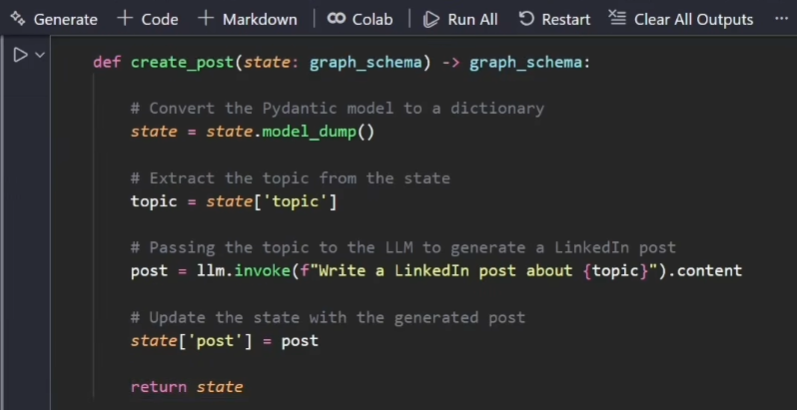 Generate + Code + Markdown Colab Run All Restart Clear All Outputs ...
def create_post(state: graph_schema) -> graph_schema:
# Convert the Pydantic model to a dictionary
state = state.model_dump()
# Extract the topic from the state
topic = state['topic']
# Passing the topic to the LLM to generate a LinkedIn post
post = llm.invoke(f"Write a LinkedIn post about {topic}").content
# Update the state with the generated post
state['post'] = post
return state